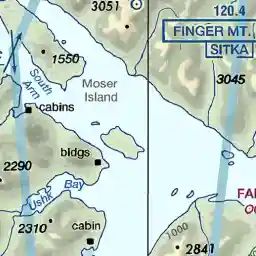 120.4
3051
FINGER MT.
SITKA
1550
South
Arm
Moser
Island
3045
cabins
bldgs
2290
Ushk Bay
FA
O
1000
2310
cabin
2841